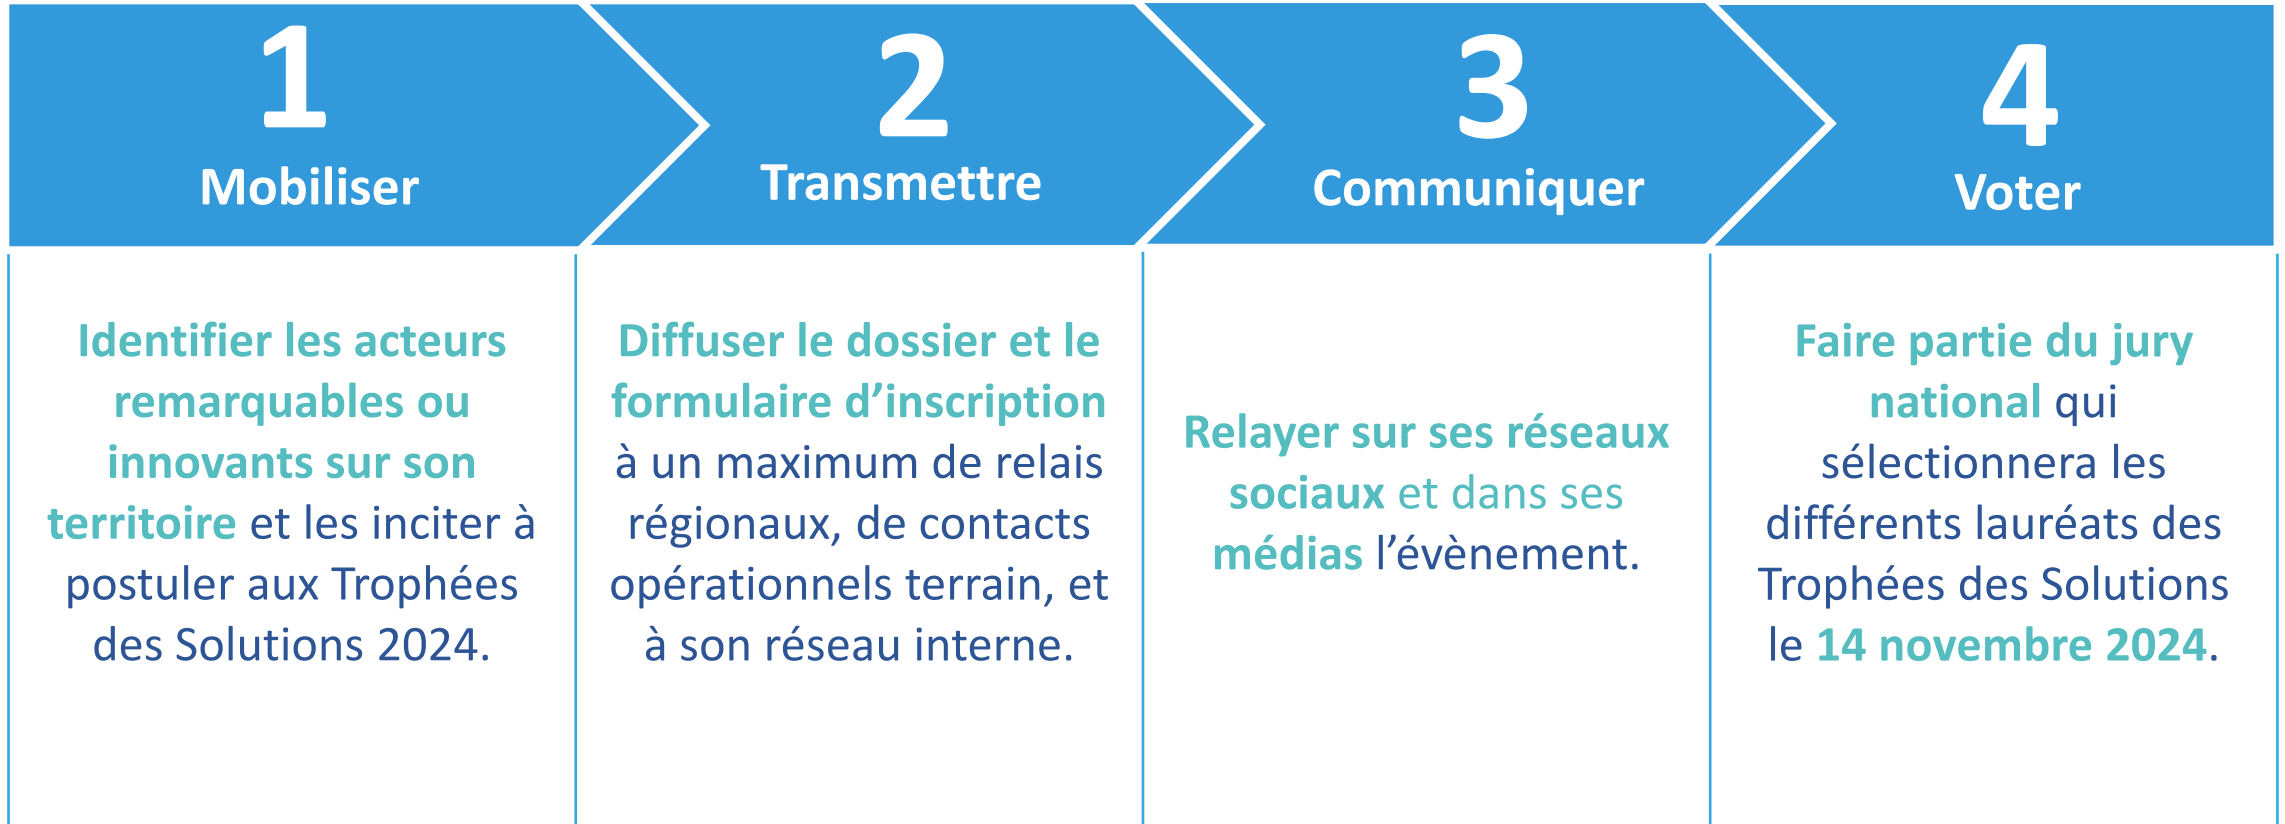 1
Mobiliser
Identifier les acteurs
remarquables ou
innovants sur son
territoire et les inciter à
postuler aux Trophées
des Solutions 2024.
2
Transmettre
Diffuser le dossier et le
formulaire d’inscription
à un maximum de relais
régionaux, de contacts
opérationnels terrain, et
à son réseau interne.
3
Communiquer
Relayer sur ses réseaux
sociaux et dans ses
médias l’évènement.
4
Voter
Faire partie du jury
national qui
sélectionnera les
différents lauréats des
Trophées des Solutions
le 14 novembre 2024.